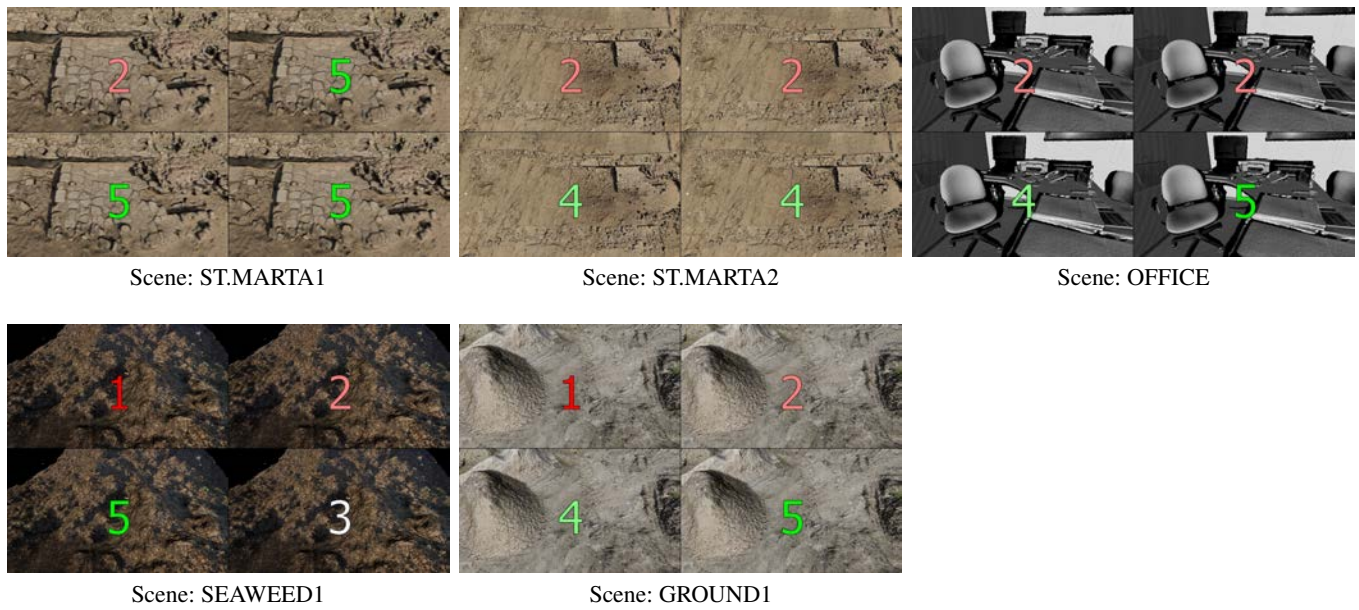 2 5
5 5
Scene: ST.MARTA1
2 2
4 4
Scene: ST.MARTA2
2 2
4 5
Scene: OFFICE
1 2
5 3
Scene: SEAWEED1
1 2
4 5
Scene: GROUND1